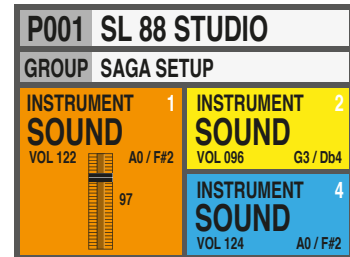 P001 SL 88 STUDIO
GROUP SAGA SETUP
INSTRUMENT 1
SOUND
VOL 122 A0 / F#2
97
INSTRUMENT 2
SOUND
VOL 096 G3 / Db4
INSTRUMENT 4
SOUND
VOL 124 A0 / F#2